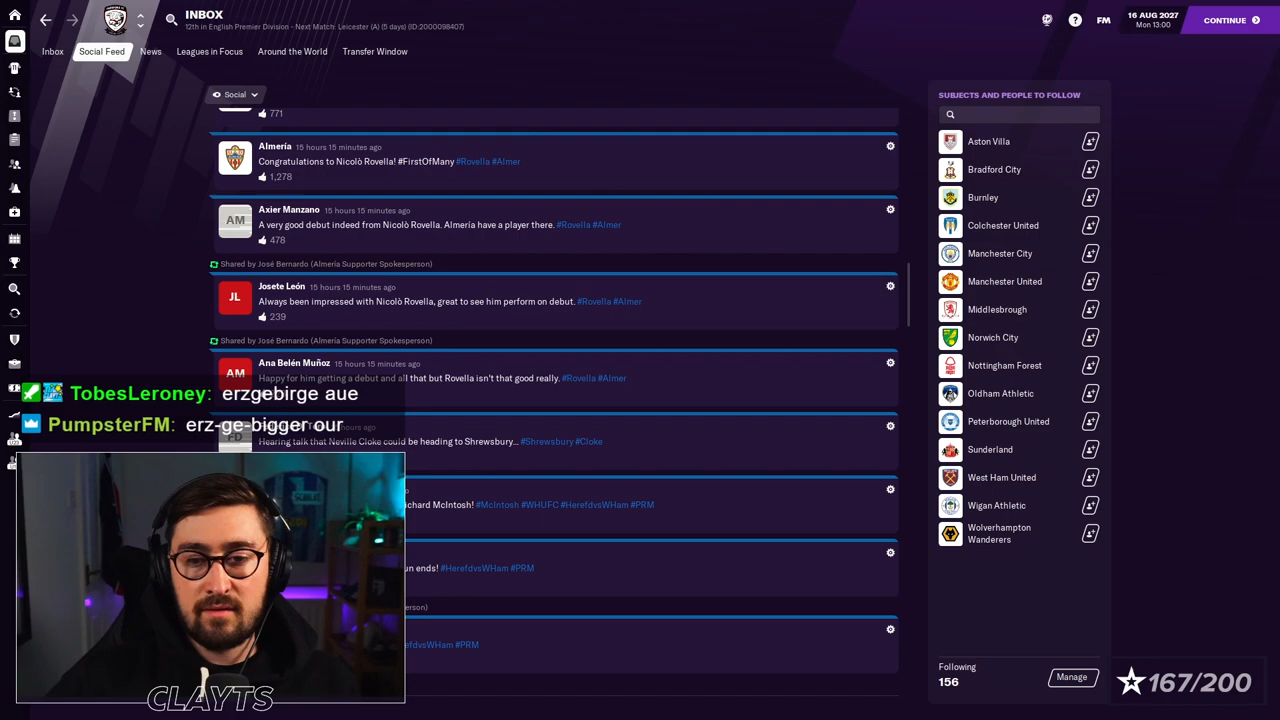 INBOX
12th in English Premier Division - Next Match: Leicester (A) (5 days) (ID:2000098407)
FM
16 AUG 2027
Mon 13:00
CONTINUE
Inbox
Social Feed
News
Leagues in Focus
Around the World
Transfer Window
Social
771
Almería 15 hours 15 minutes ago
Congratulations to Nicolò Rovella! #FirstOfMany #Rovella #Almer
1,278
AM
Axier Manzano 15 hours 15 minutes ago
A very good debut indeed from Nicolò Rovella. Almería have a player there. #Rovella #Almer
478
Shared by José Bernardo (Almería Supporter Spokesperson)
JL
Josete León 15 hours 15 minutes ago
Always been impressed with Nicolò Rovella, great to see him perform on debut. #Rovella #Almer
239
Shared by José Bernardo (Almería Supporter Spokesperson)
AM
Ana Belén Muñoz 15 hours 15 minutes ago
Happy for him getting a debut and all that but Rovella isn't that good really. #Rovella #Almer
TobesLeroney: erzgebirge aue
PumpsterFM: erz-ge-bigger our
Hearing talk that Neville Cloke could be heading to Shrewsbury... #Shrewsbury #Cloke
ichard McIntosh! #McIntosh #WHUFC #HerefdvsWHam #PRM
un ends! #HerefdvsWHam #PRM
erson)
efdvsWHam #PRM
CLAYTS
SUBJECTS AND PEOPLE TO FOLLOW
Aston Villa
Bradford City
Burnley
Colchester United
Manchester City
Manchester United
Middlesbrough
Norwich City
Nottingham Forest
Oldham Athletic
Peterborough United
Sunderland
West Ham United
Wigan Athletic
Wolverhampton
Wanderers
Following
156
Manage
167/200